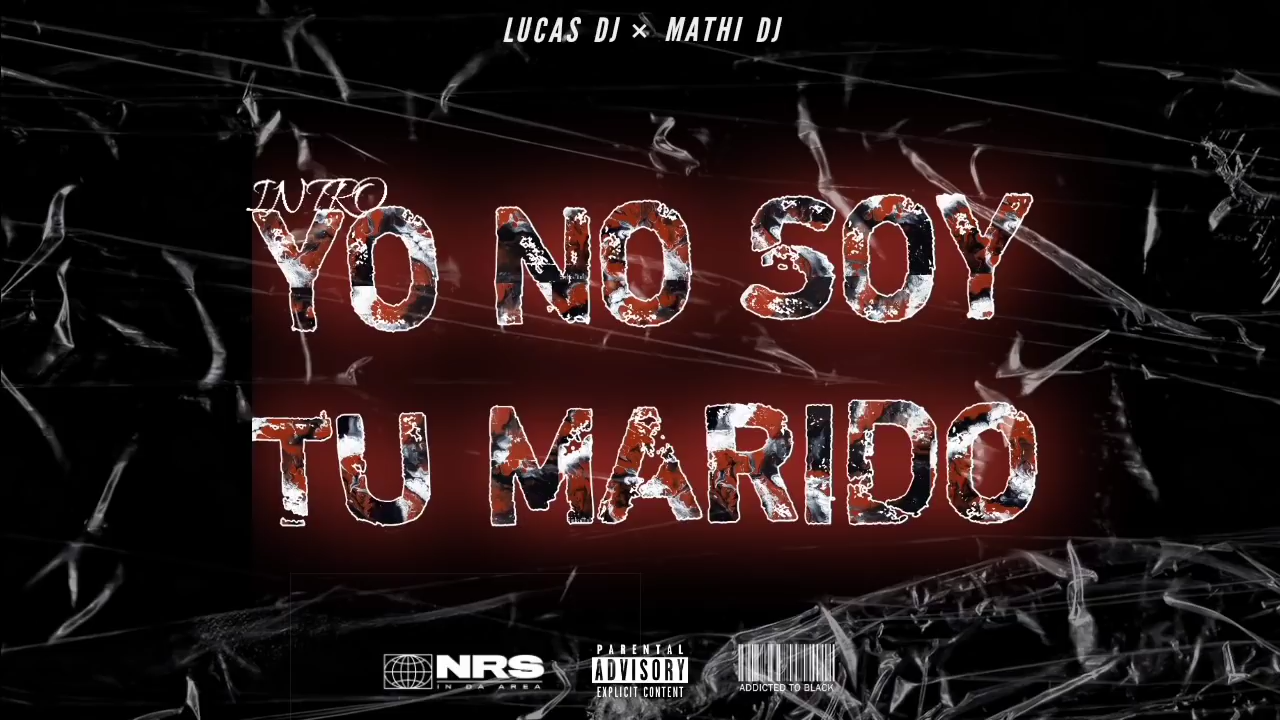 LUCAS DJ × MATHI DJ
INTRO
YO NO SOY
TU MARIDO
NRS
IN DA AREA
PARENTAL
ADVISORY
EXPLICIT CONTENT
ADDICTED TO BLACK